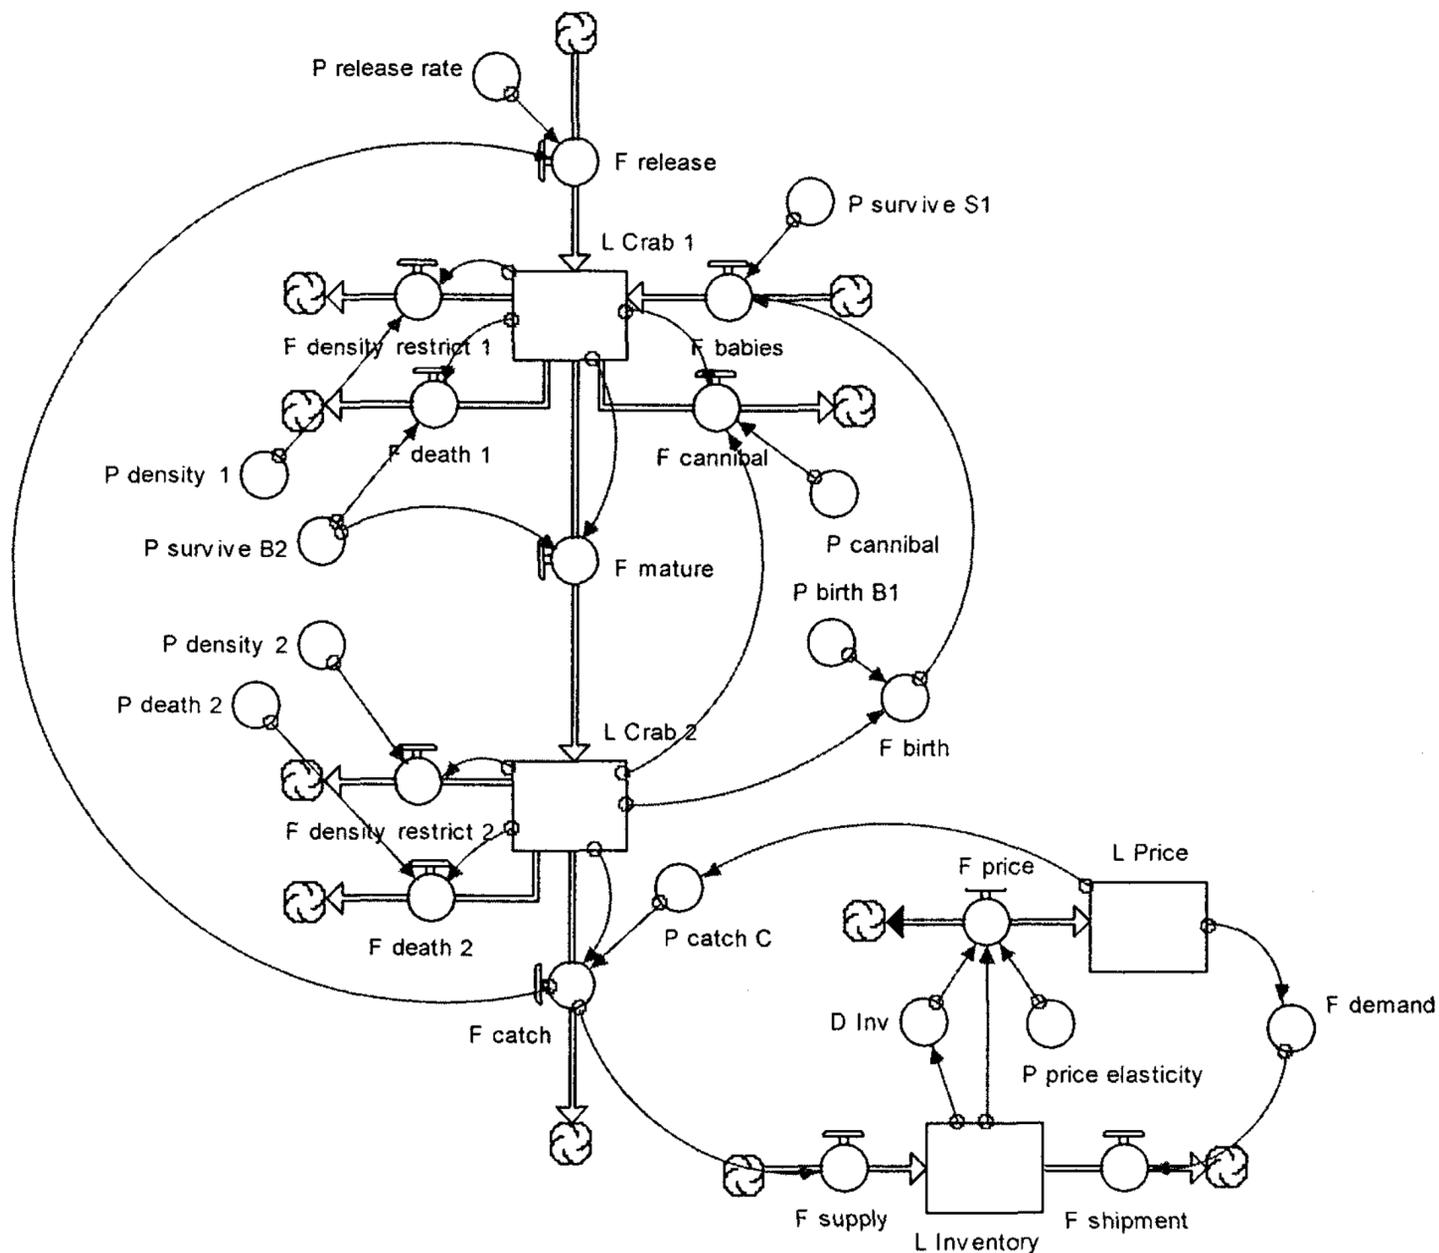 P release rate
F release
P survive S1
L Crab 1
F density restrict 1
F babies
F death 1
F cannibal
P density 1
P survive B2
P cannibal
F mature
P birth B1
P density 2
P death 2
L Crab 2
F birth
F density restrict 2
L Price
F price
P catch C
F death 2
D Inv
F demand
F catch
P price elasticity
F supply
F shipment
L Inventory